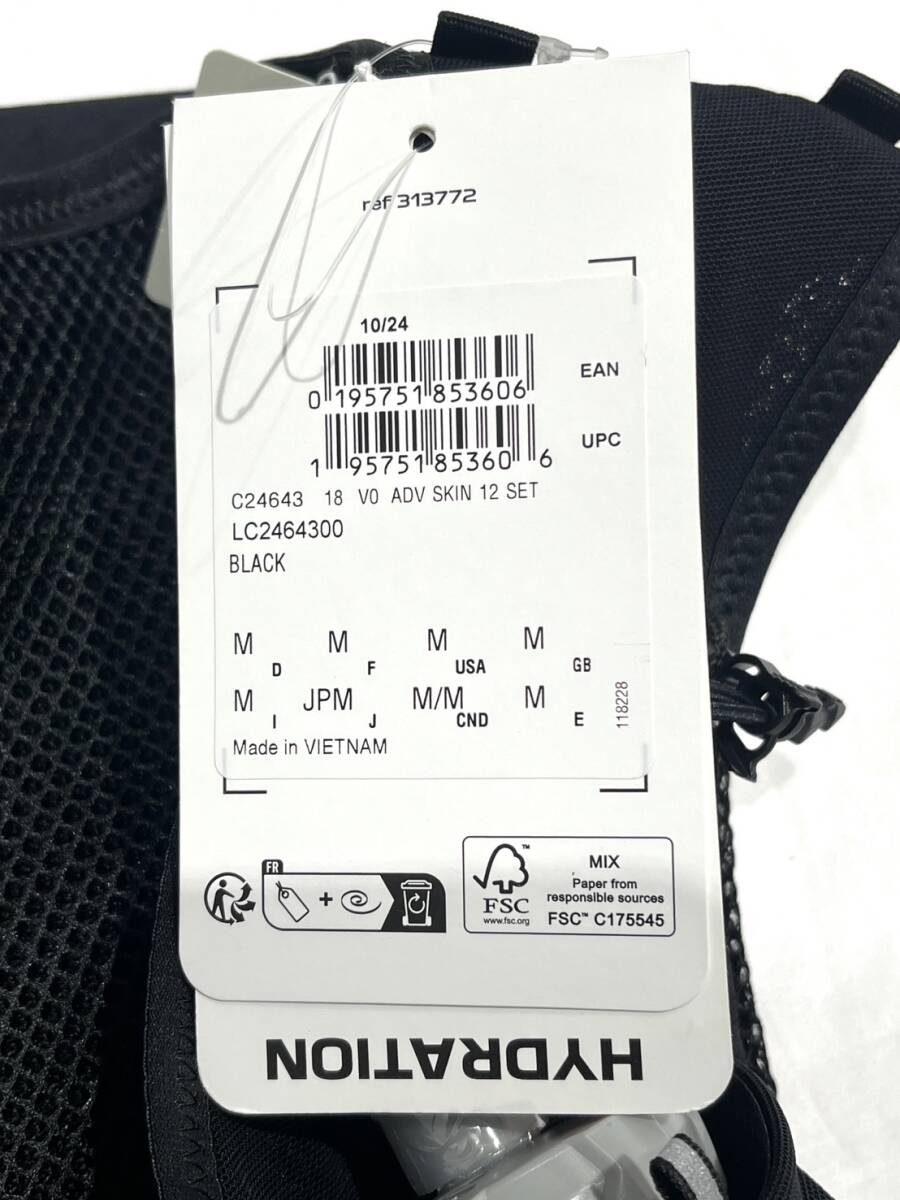 ref 313772
10/24
0 195751 853606
EAN
1 95751 85360 6
UPC
C24643 18 V0 ADV SKIN 12 SET
LC2464300
BLACK
M D M F M USA M GB
M I JPM J M/M CND M E
118228
Made in VIETNAM
FR
+
FSC™
www.fsc.org
MIX
Paper from
responsible sources
FSC™ C175545
HYDRATION